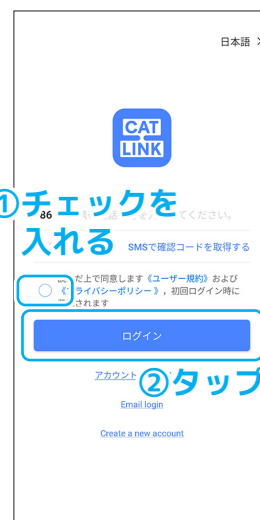 日本語
CAT
LINK
①チェックを
86
てください。
入れる
SMSで確認コードを取得する
だ上で同意します《ユーザー規約》および
ライバシーポリシー》，初回ログイン時に
されます
ログイン
アカウント
②タップ
Email login
Create a new account